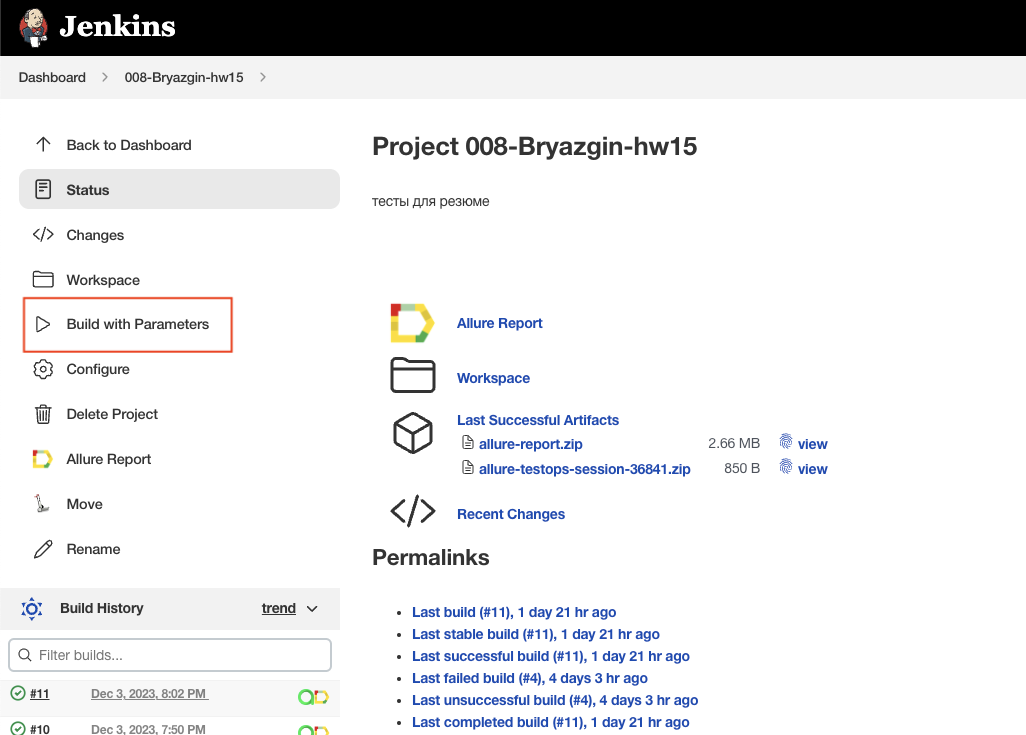 Jenkins
Dashboard
008-Bryazgin-hw15
Back to Dashboard
Status
Changes
Workspace
Build with Parameters
Configure
Delete Project
Allure Report
Move
Rename
Build History
trend
Filter builds...
#11 Dec 3, 2023, 8:02 PM
#10 Dec 3, 2023, 7:50 PM
Project 008-Bryazgin-hw15
тесты для резюме
Allure Report
Workspace
Last Successful Artifacts
allure-report.zip 2.66 MB view
allure-testops-session-36841.zip 850 B view
Recent Changes
Permalinks
Last build (#11), 1 day 21 hr ago
Last stable build (#11), 1 day 21 hr ago
Last successful build (#11), 1 day 21 hr ago
Last failed build (#4), 4 days 3 hr ago
Last unsuccessful build (#4), 4 days 3 hr ago
Last completed build (#11), 1 day 21 hr ago